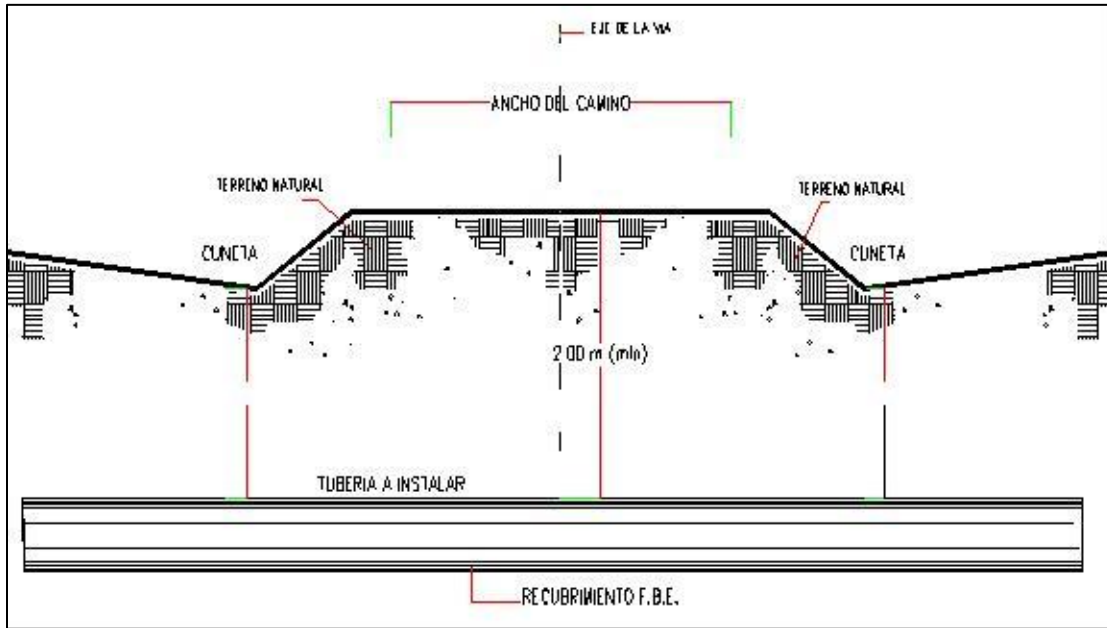 EJE DE LA VIA
ANCHO DEL CAMINO
TERRENO NATURAL
TERRENO NATURAL
CUNETA
CUNETA
2.00 m (min)
TUBERIA A INSTALAR
RECUBRIMIENTO F.B.E.